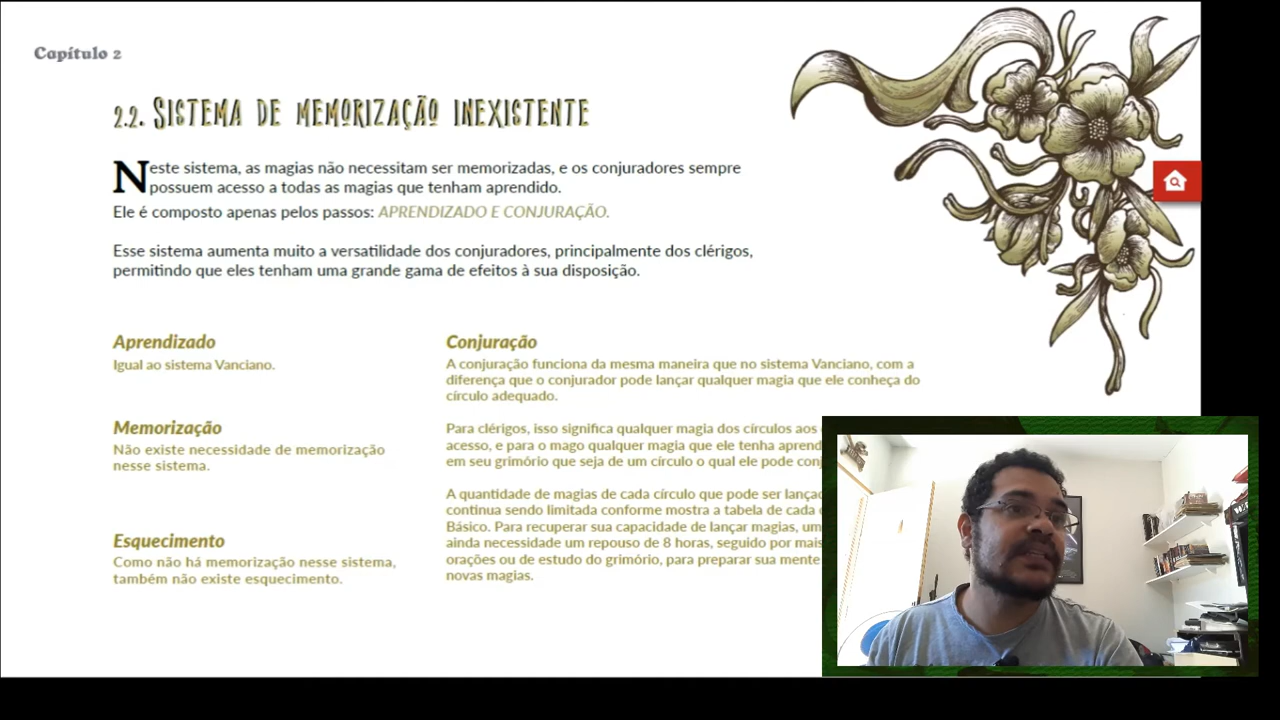 Capítulo 2
2.2. Sistema de memorização inexistente
Neste sistema, as magias não necessitam ser memorizadas, e os conjuradores sempre
possuem acesso a todas as magias que tenham aprendido.
Ele é composto apenas pelos passos: APRENDIZADO E CONJURAÇÃO.
Esse sistema aumenta muito a versatilidade dos conjuradores, principalmente dos clérigos,
permitindo que eles tenham uma grande gama de efeitos à sua disposição.
Aprendizado
Igual ao sistema Vanciano.
Memorização
Não existe necessidade de memorização
nesse sistema.
Esquecimento
Como não há memorização nesse sistema,
também não existe esquecimento.
Conjuração
A conjuração funciona da mesma maneira que no sistema Vanciano, com a
diferença que o conjurador pode lançar qualquer magia que ele conheça do
círculo adequado.
Para clérigos, isso significa qualquer magia dos círculos aos
acesso, e para o mago qualquer magia que ele tenha
em seu grimório que seja de um círculo o qual ele pode
A quantidade de magias de cada círculo que pode ser
continua sendo limitada conforme mostra a tabela de cada
Básico. Para recuperar sua capacidade de lançar magias,
ainda necessidade um repouso de 8 horas, seguido por
orações ou de estudo do grimório, para preparar sua mente
novas magias.